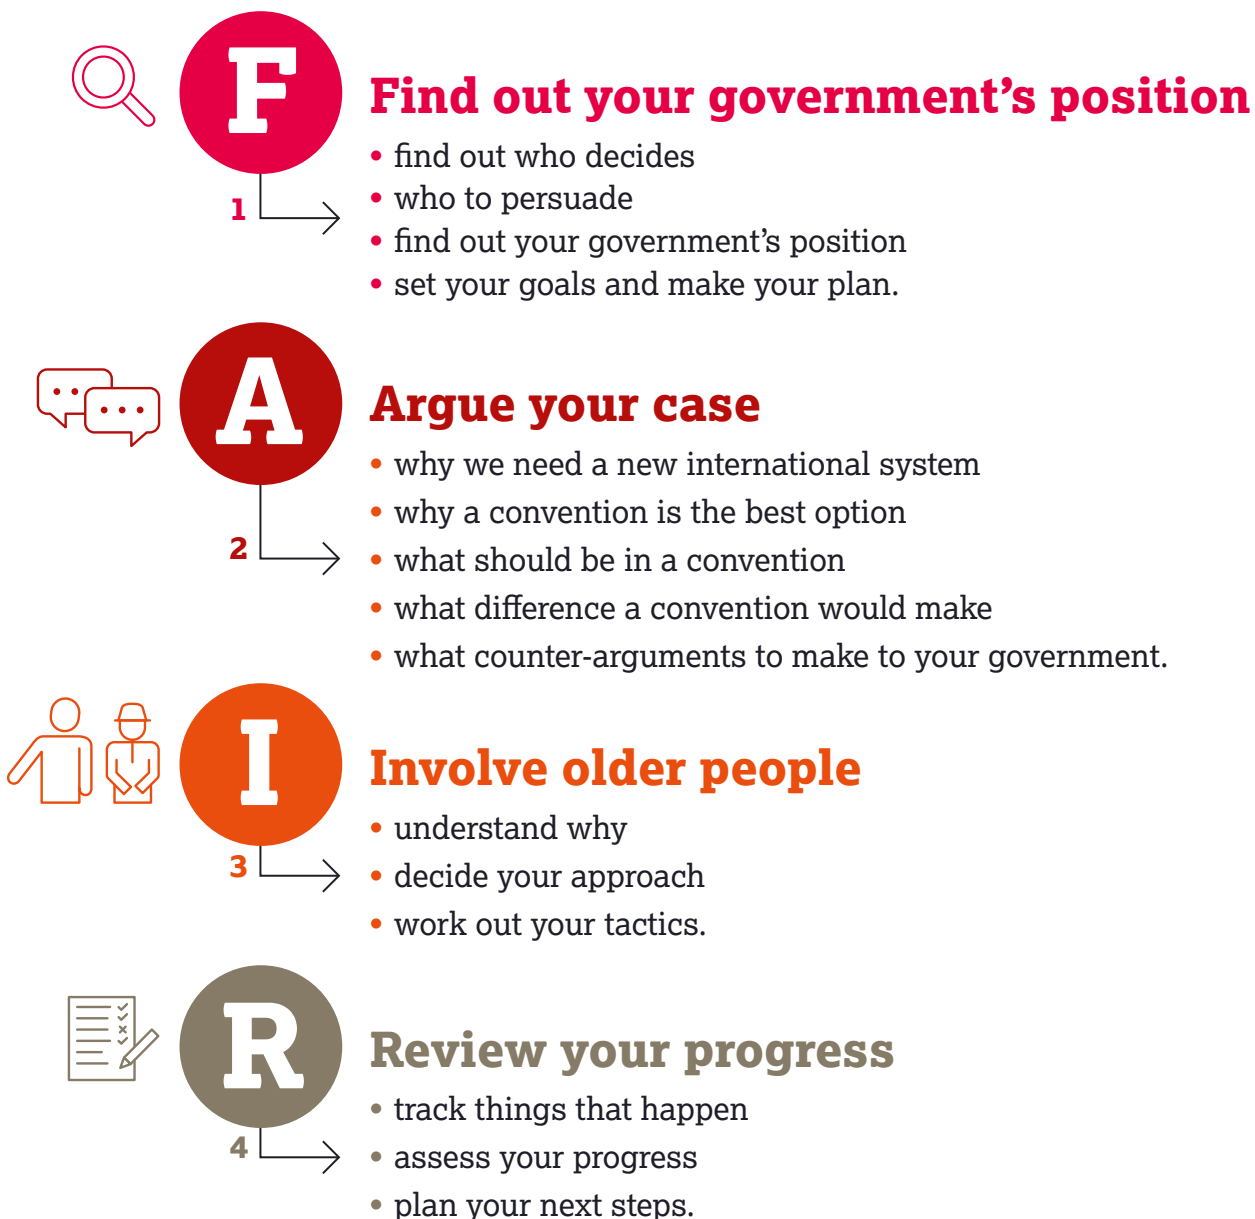 F
Find out your government’s position
• find out who decides
1
• who to persuade
• find out your government’s position
• set your goals and make your plan.
A
Argue your case
• why we need a new international system
• why a convention is the best option
2
• what should be in a convention
• what difference a convention would make
• what counter-arguments to make to your government.
I
Involve older people
• understand why
3
• decide your approach
• work out your tactics.
R
Review your progress
• track things that happen
4
• assess your progress
• plan your next steps.